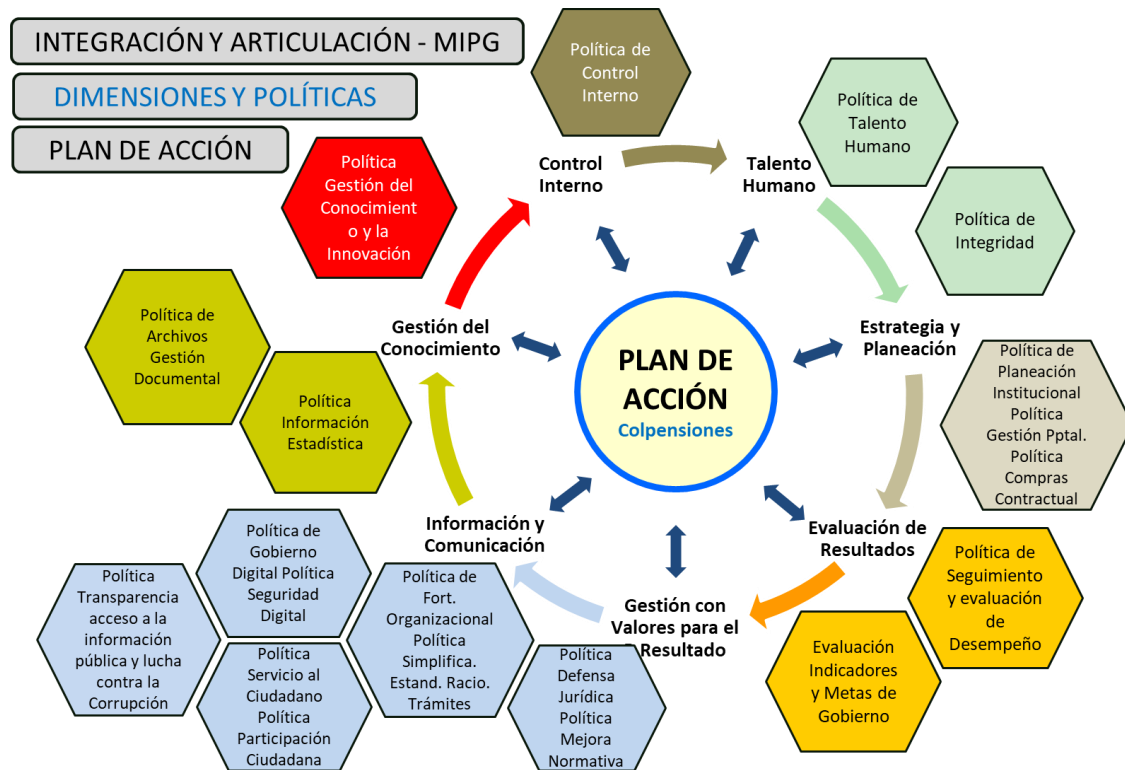 INTEGRACIÓN Y ARTICULACIÓN - MIPG
DIMENSIONES Y POLÍTICAS
PLAN DE ACCIÓN
Política de
Control
Interno
Política de
Talento
Humano
Política de
Integridad
Política
Gestión del
Conocimient
o y la
Innovación
Control
Interno
Talento
Humano
Política de
Archivos
Gestión
Documental
Política
Información
Estadística
Gestión del
Conocimiento
PLAN DE
ACCIÓN
Colpensiones
Estrategia y
Planeación
Política de
Planeación
Institucional
Política
Gestión Pptal.
Política
Compras
Contractual
Información y
Comunicación
Evaluación de
Resultados
Gestión con
Valores para el
Resultado
Política de
Seguimiento
y evaluación
de
Desempeño
Evaluación
Indicadores
y Metas de
Gobierno
Política
Transparencia
acceso a la
información
pública y lucha
contra la
Corrupción
Política de
Gobierno
Digital Política
Seguridad
Digital
Política
Servicio al
Ciudadano
Política
Participación
Ciudadana
Política de
Fort.
Organizacional
Política
Simplifica.
Estand. Racio.
Trámites
Política
Defensa
Jurídica
Política
Mejora
Normativa